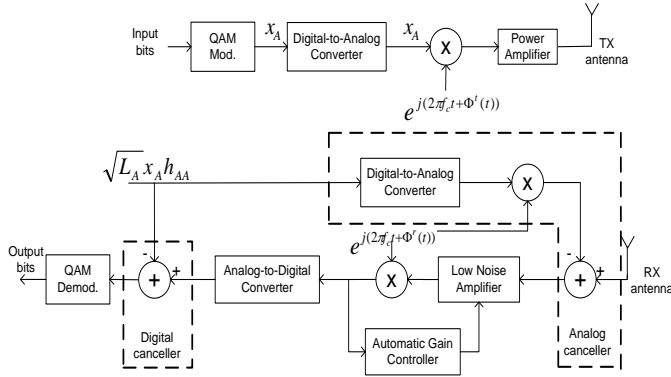 Input
bits
QAM
Mod.
x_A
Digital-to-Analog
Converter
x_A
X
Power
Amplifier
TX
antenna
e^{j(2πf_c t+Φ^t(t))}
√L_A x_A h_AA
Digital-to-Analog
Converter
X
e^{j(2πf_c t+Φ^r(t))}
Output
bits
QAM
Demod.
-
+
+
Analog-to-Digital
Converter
X
Low Noise
Amplifier
-
+
+
RX
antenna
Digital
canceller
Automatic Gain
Controller
Analog
canceller